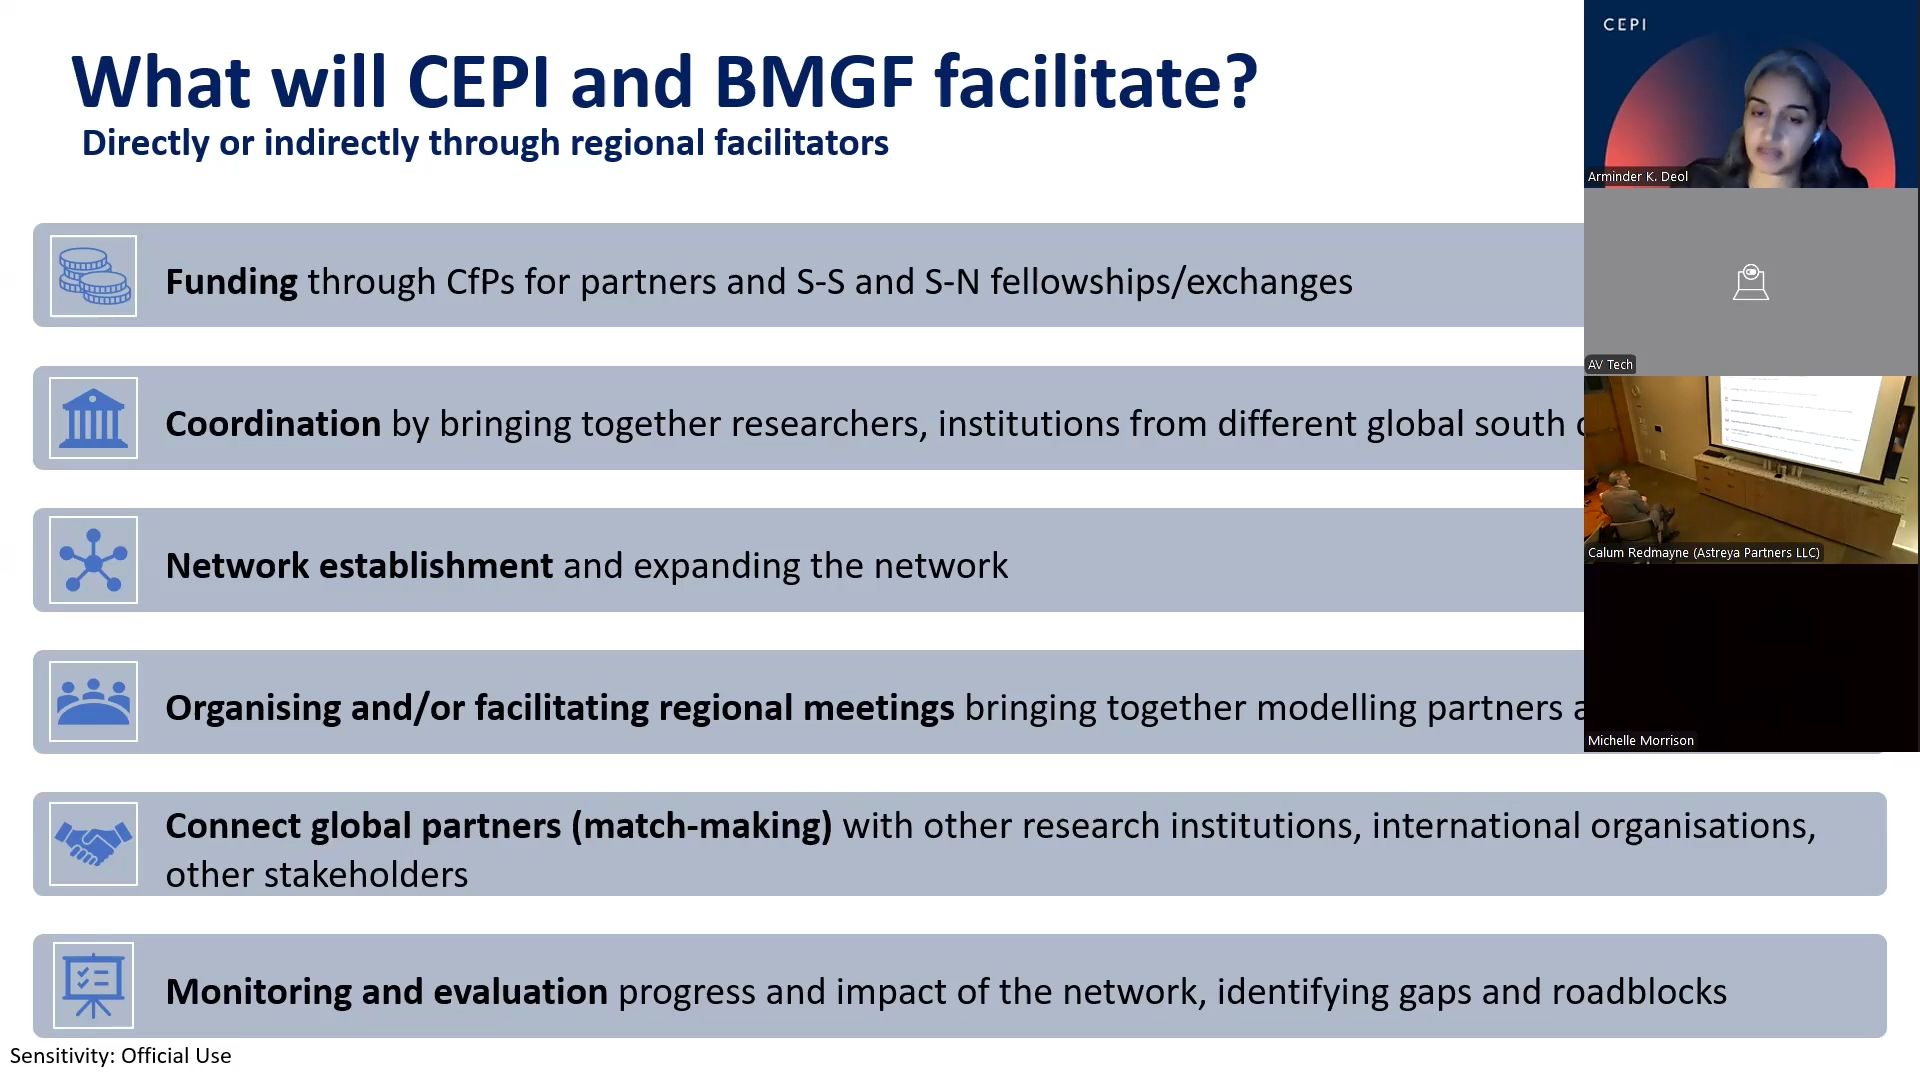 What will CEPI and BMGF facilitate?
Directly or indirectly through regional facilitators
Funding through CfPs for partners and S-S and S-N fellowships/exchanges
Coordination by bringing together researchers, institutions from different global south
Network establishment and expanding the network
Organising and/or facilitating regional meetings bringing together modelling partners
Connect global partners (match-making) with other research institutions, international organisations,
other stakeholders
Monitoring and evaluation progress and impact of the network, identifying gaps and roadblocks
Sensitivity: Official Use
CEPI
Arminder K. Deol
AV Tech
Calum Redmayne (Astreya Partners LLC)
Michelle Morrison